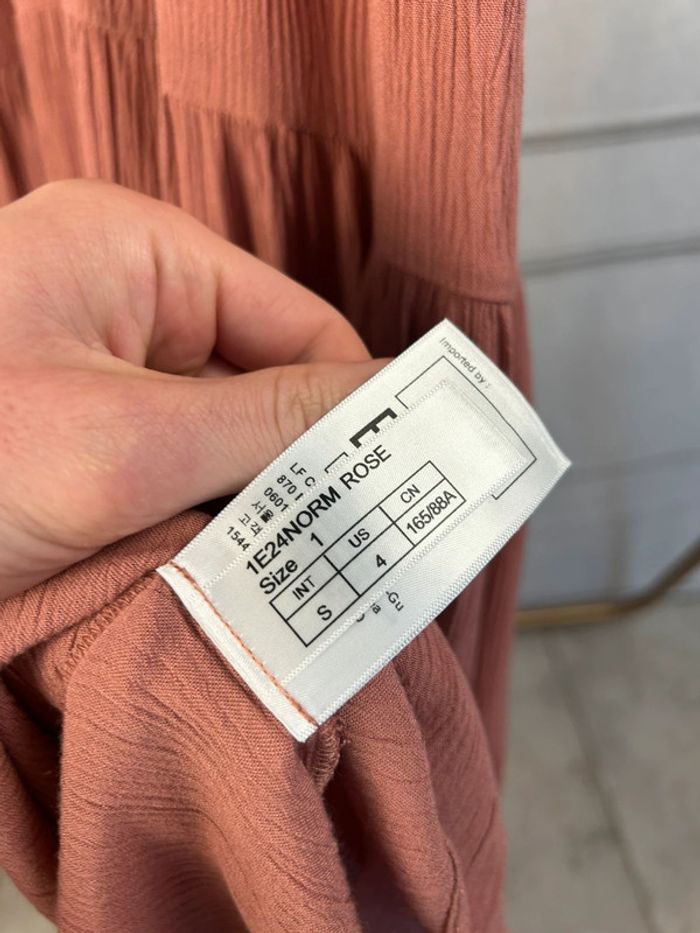 Imported by :
LF C
870
0601
서울
고객
1544
1E24NORM ROSE
Size 1
INT US CN
S 4 165/88A
Gu